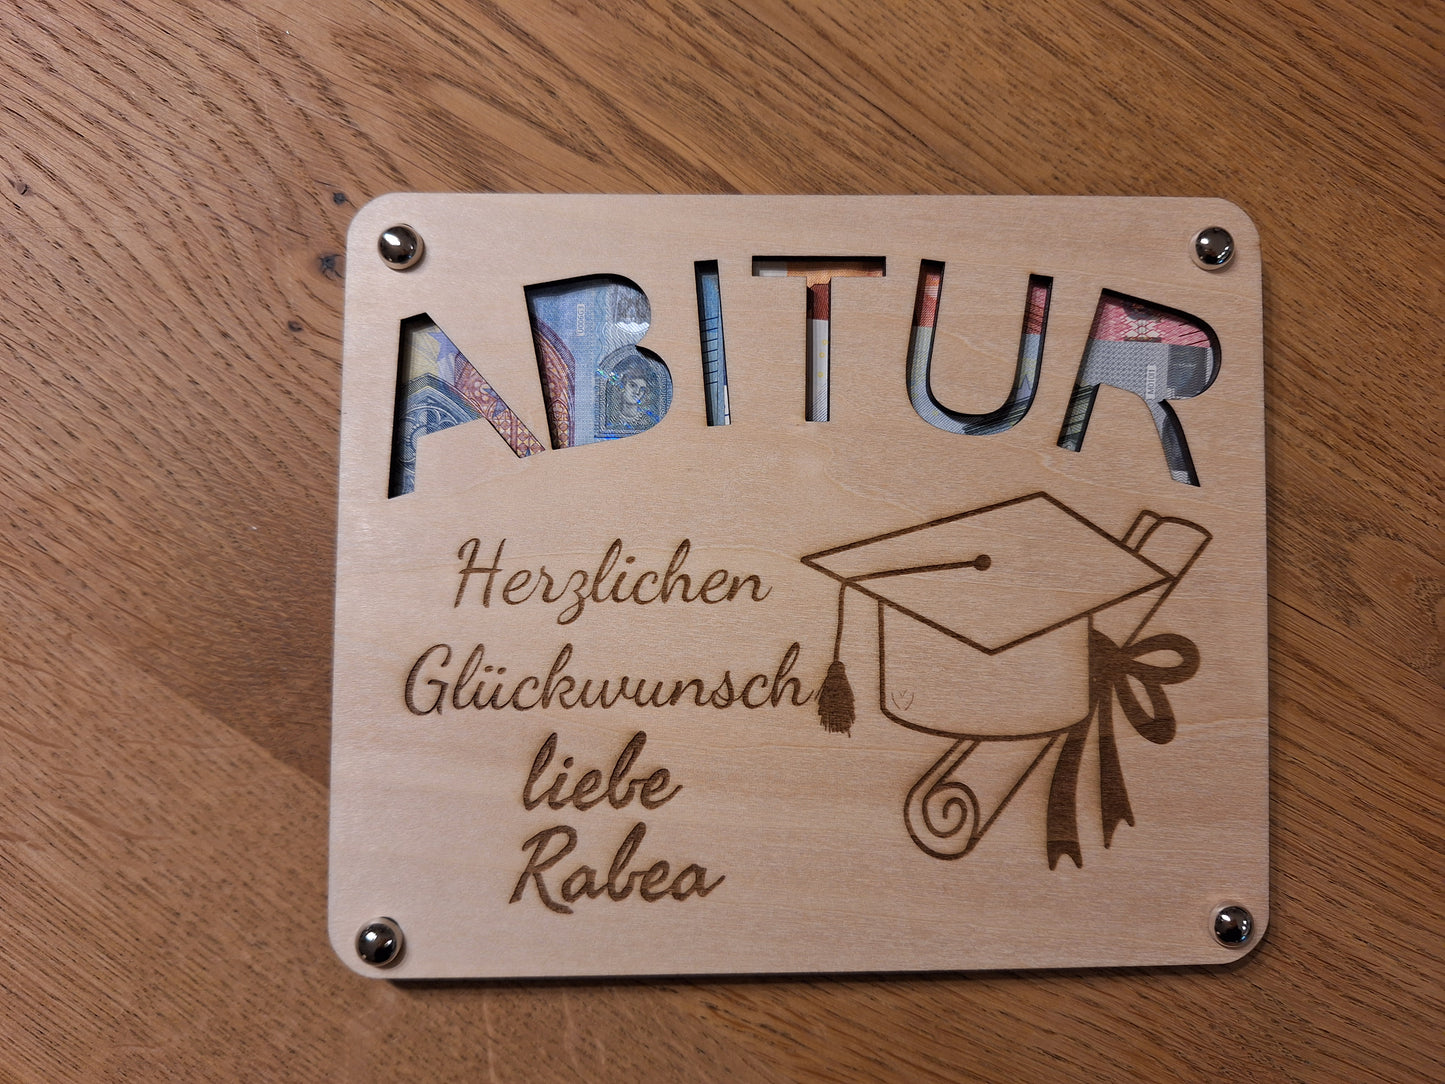 ABITUR
Herzlichen
Glückwunsch
liebe
Rabea